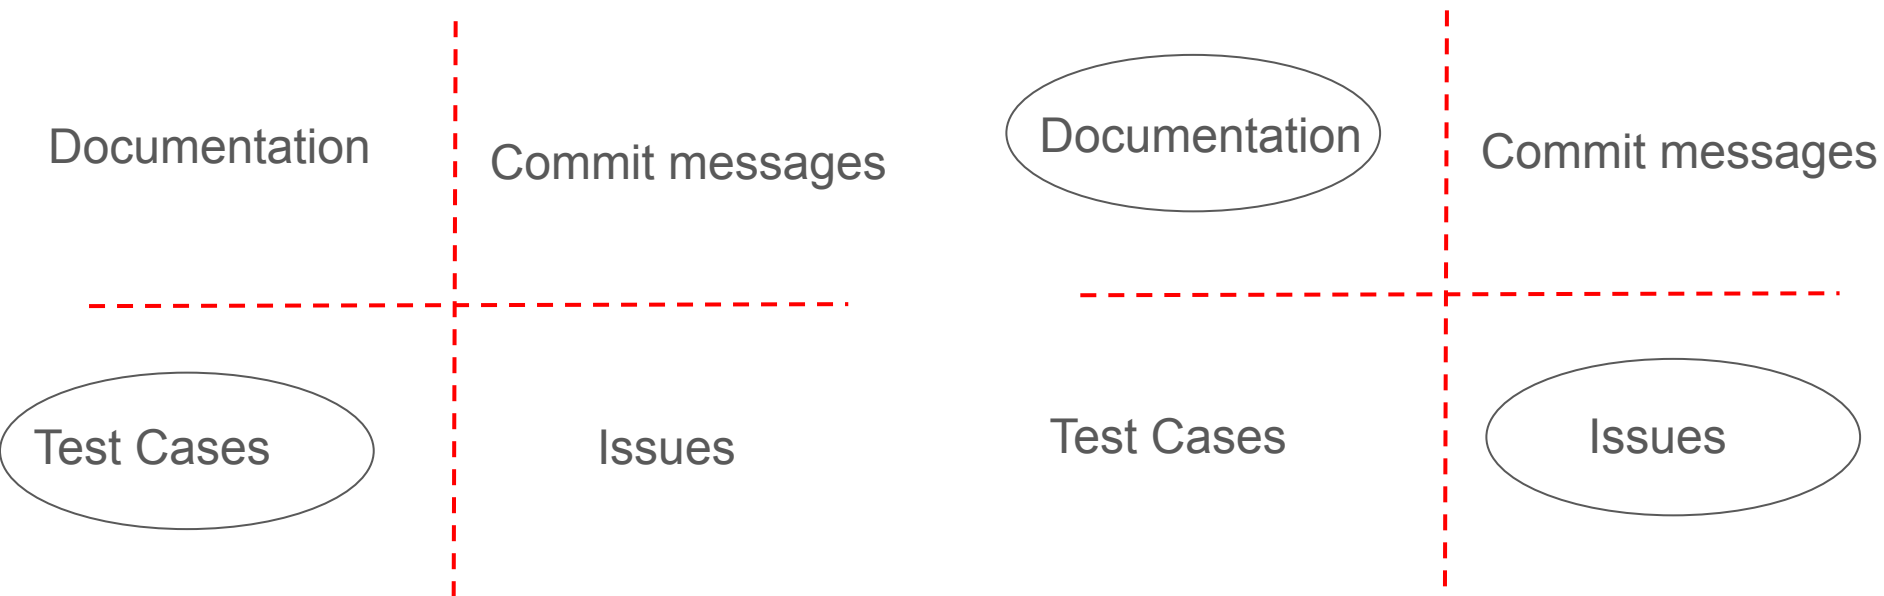 Documentation
Commit messages
Test Cases
Issues
Documentation
Commit messages
Test Cases
Issues